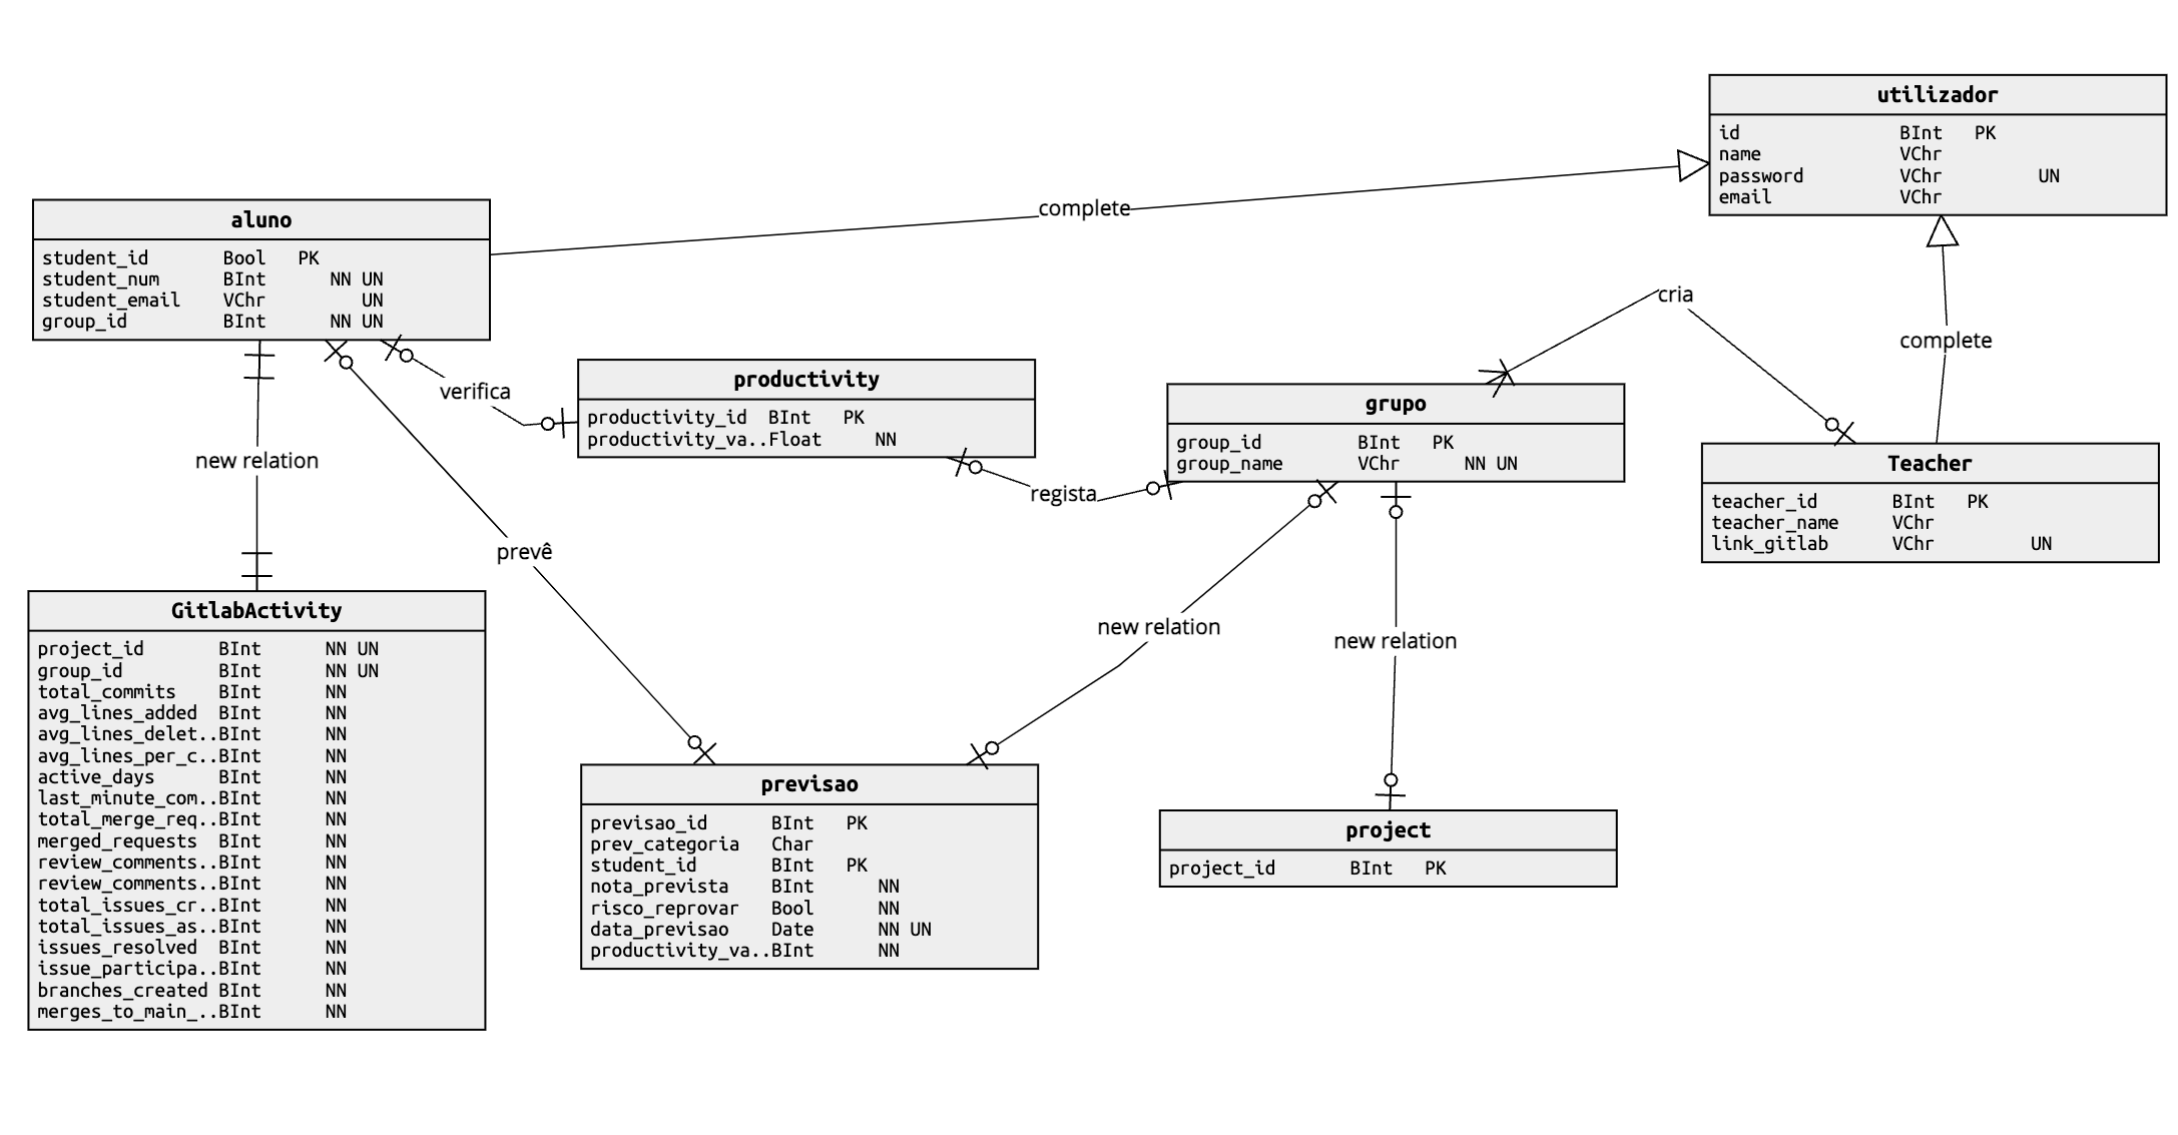 utilizador
id BInt PK
name VChr
password VChr UN
email VChr
complete
aluno
student_id Bool PK
student_num BInt NN UN
student_email VChr UN
group_id BInt NN UN
cria
complete
verifica
productivity
productivity_id BInt PK
productivity_va..Float NN
grupo
group_id BInt PK
group_name VChr NN UN
Teacher
teacher_id BInt PK
teacher_name VChr
link_gitlab VChr UN
new relation
regista
prevê
new relation
new relation
GitlabActivity
project_id BInt NN UN
group_id BInt NN UN
total_commits BInt NN
avg_lines_added BInt NN
avg_lines_delet..BInt NN
avg_lines_per_c..BInt NN
active_days BInt NN
last_minute_com..BInt NN
total_merge_req..BInt NN
merged_requests BInt NN
review_comments..BInt NN
review_comments..BInt NN
total_issues_cr..BInt NN
total_issues_as..BInt NN
issues_resolved BInt NN
issue_participa..BInt NN
branches_created BInt NN
merges_to_main_..BInt NN
previsao
previsao_id BInt PK
prev_categoria Char
student_id BInt PK
nota_prevista BInt NN
risco_reprovar Bool NN
data_previsao Date NN UN
productivity_va..BInt NN
project
project_id BInt PK